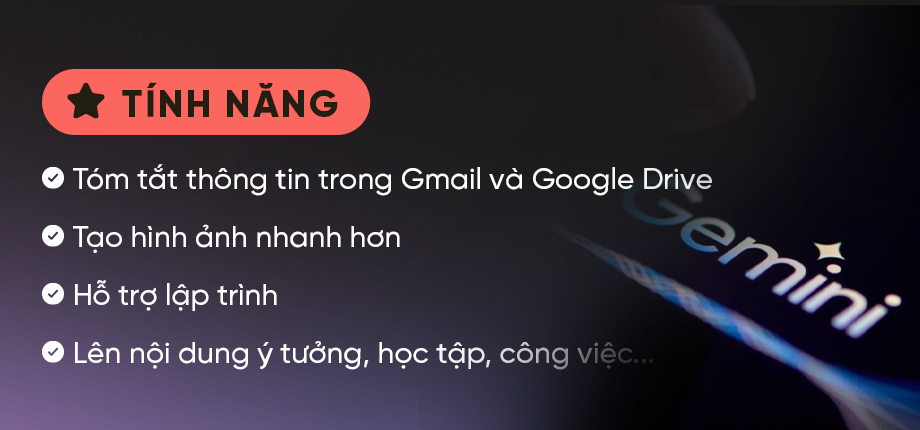 TÍNH NĂNG
Tóm tắt thông tin trong Gmail và Google Drive
Tạo hình ảnh nhanh hơn
Hỗ trợ lập trình
Lên nội dung ý tưởng, học tập, công việc...
Gemini